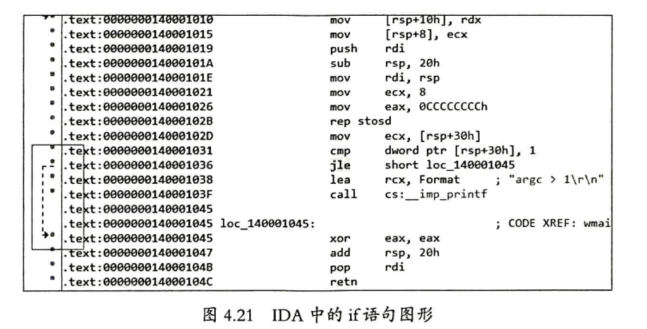 .text:0000000140001010 mov [rsp+10h], rdx
.text:0000000140001015 mov [rsp+8], ecx
.text:0000000140001019 push rdi
.text:000000014000101A sub rsp, 20h
.text:000000014000101E mov rdi, rsp
.text:0000000140001021 mov ecx, 8
.text:0000000140001026 mov eax, 0CCCCCCCCh
.text:000000014000102B rep stosd
.text:000000014000102D mov ecx, [rsp+30h]
.text:0000000140001031 cmp dword ptr [rsp+30h], 1
.text:0000000140001036 jle short loc_140001045
.text:0000000140001038 lea rcx, Format ; "argc > 1\r\n"
.text:000000014000103F call cs:__imp_printf
.text:0000000140001045
.text:0000000140001045 loc_140001045: ; CODE XREF: wmai
.text:0000000140001045 xor eax, eax
.text:0000000140001047 add rsp, 20h
.text:000000014000104B pop rdi
.text:000000014000104C retn
图 4.21 IDA 中的 if 语句图形